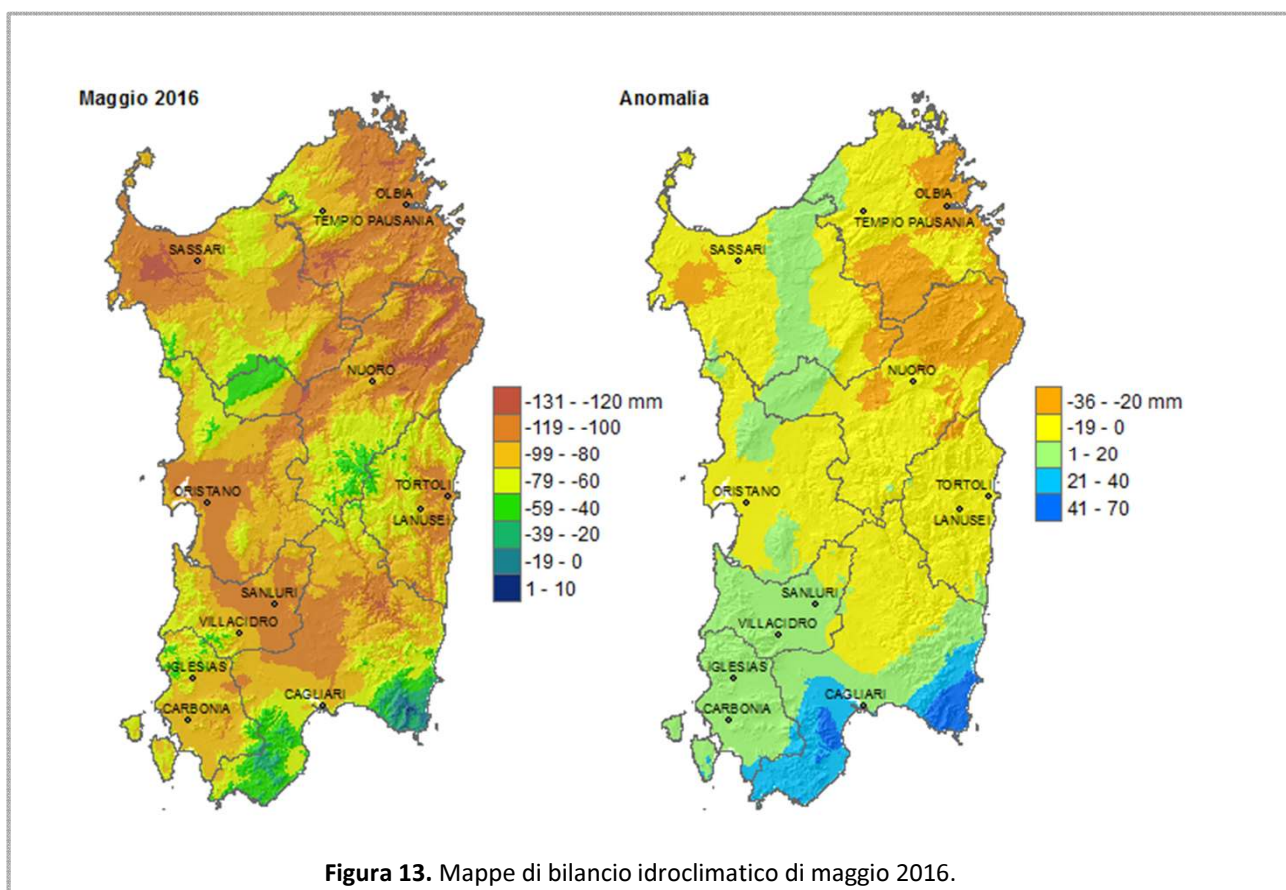 Maggio 2016
OLBIA
TEMPIO PAUSANIA
SASSARI
NUORO
ORISTANO
TORTOLI
LANUSEI
SANLURI
VILLACIDRO
IGLESIAS
CAGLIARI
CARBONIA
-131 - -120 mm
-119 - -100
-99 - -80
-79 - -60
-59 - -40
-39 - -20
-19 - 0
1 - 10
Anomalia
OLBIA
TEMPIO PAUSANIA
SASSARI
NUORO
ORISTANO
TORTOLI
LANUSEI
SANLURI
VILLACIDRO
IGLESIAS
CAGLIARI
CARBONIA
-36 - -20 mm
-19 - 0
1 - 20
21 - 40
41 - 70
Figura 13. Mappe di bilancio idroclimatico di maggio 2016.